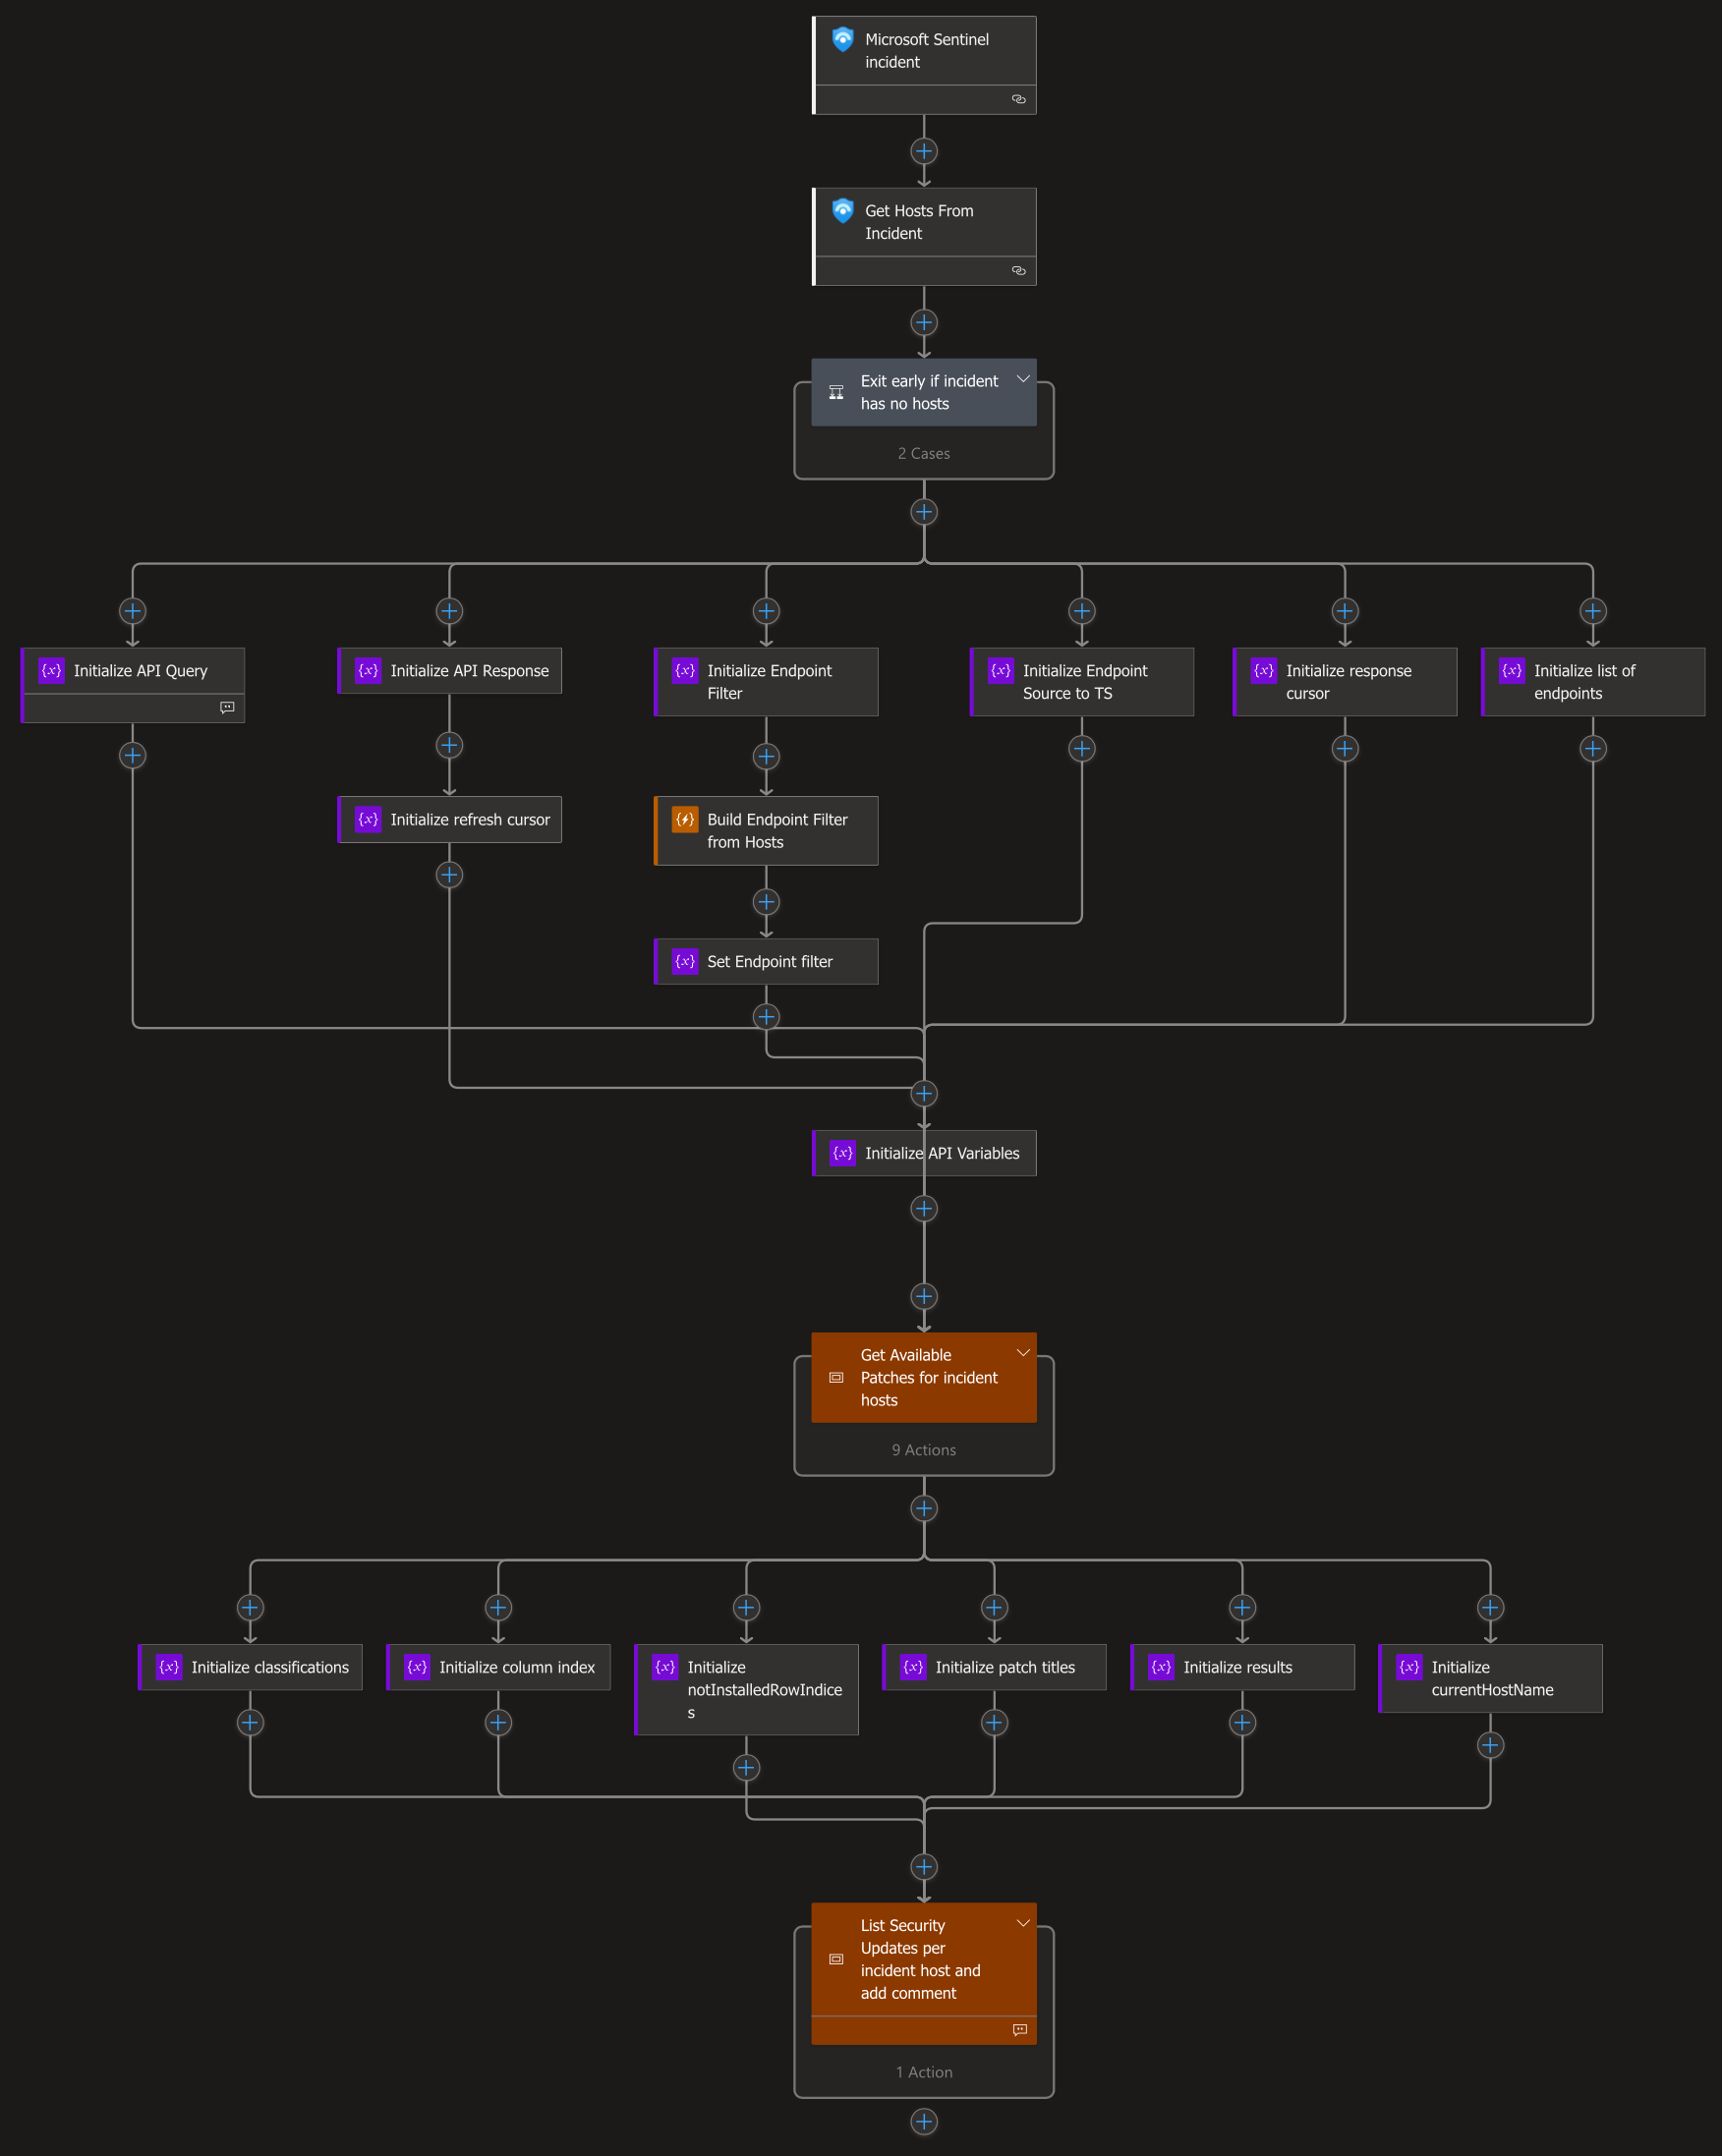 Microsoft Sentinel
incident
Get Hosts From
Incident
Exit early if incident
has no hosts
2 Cases
{x} Initialize API Query
{x} Initialize API Response
{x} Initialize Endpoint
Filter
{x} Initialize Endpoint
Source to TS
{x} Initialize response
cursor
{x} Initialize list of
endpoints
{x} Initialize refresh cursor
Build Endpoint Filter
from Hosts
{x} Set Endpoint filter
{x} Initialize API Variables
Get Available
Patches for incident
hosts
9 Actions
{x} Initialize classifications
{x} Initialize column index
{x} Initialize
notInstalledRowIndice
s
{x} Initialize patch titles
{x} Initialize results
{x} Initialize
currentHostName
List Security
Updates per
incident host and
add comment
1 Action